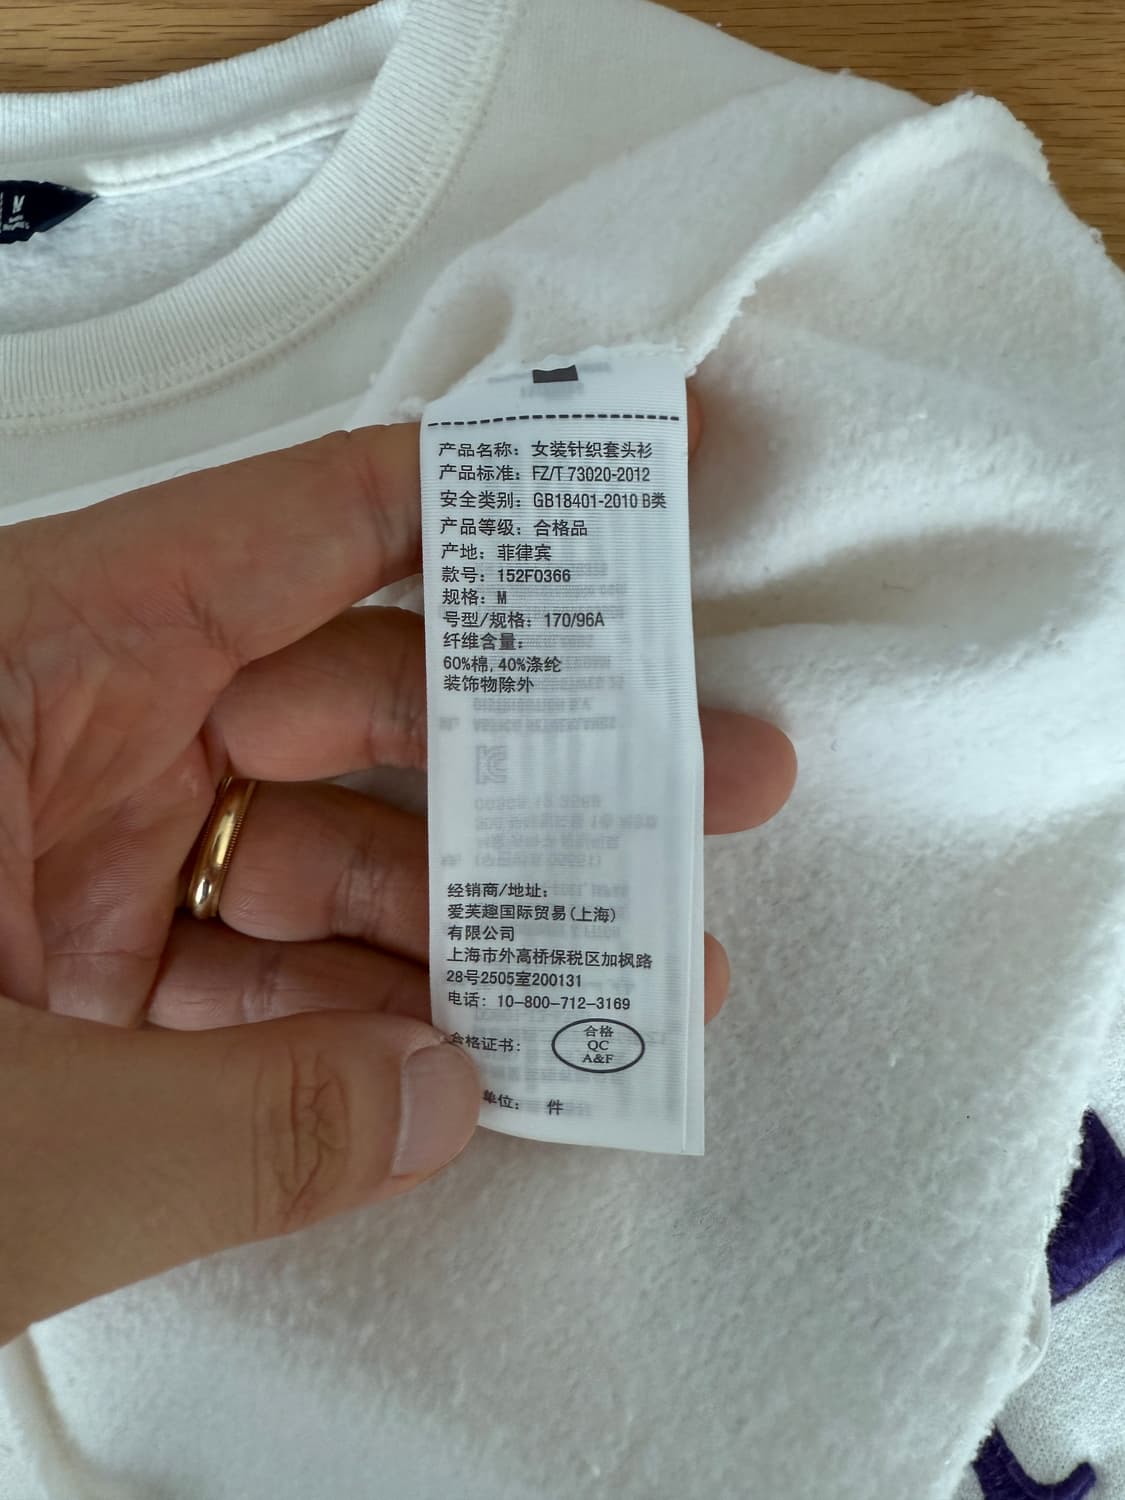 产品名称：女装针织套头衫
产品标准：FZ/T 73020-2012
安全类别：GB18401-2010 B类
产品等级：合格品
产地：菲律宾
款号：152F0366
规格：M
号型/规格：170/96A
纤维含量：
60%棉,40%涤纶
装饰物除外
经销商/地址：
爱芙趣国际贸易(上海)
有限公司
上海市外高桥保税区加枫路
28号2505室200131
电话：10-800-712-3169
合格证书：
合格
QC
A&F
单位： 件